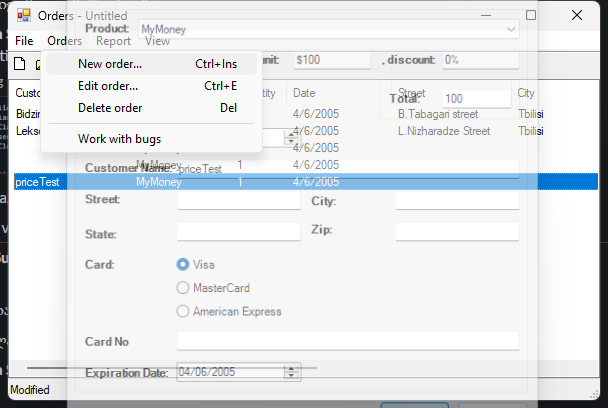 Orders - Untitled
Product: MyMoney
File Orders Report View
unit: $100 , discount: 0%
New order... Ctrl+Ins
Edit order... Ctrl+E
Delete order Del
Work with bugs
Date Street City
Total: 100
4/6/2005 B.Tabagari street Tbilisi
4/6/2005 L.Nizharadze Street Tbilisi
4/6/2005
MyMoney 1 4/6/2005
Customer Name: priceTest
priceTest MyMoney 1 4/6/2005
Street: City:
State: Zip:
Card: Visa
MasterCard
American Express
Card No
Expiration Date: 04/06/2005
Modified